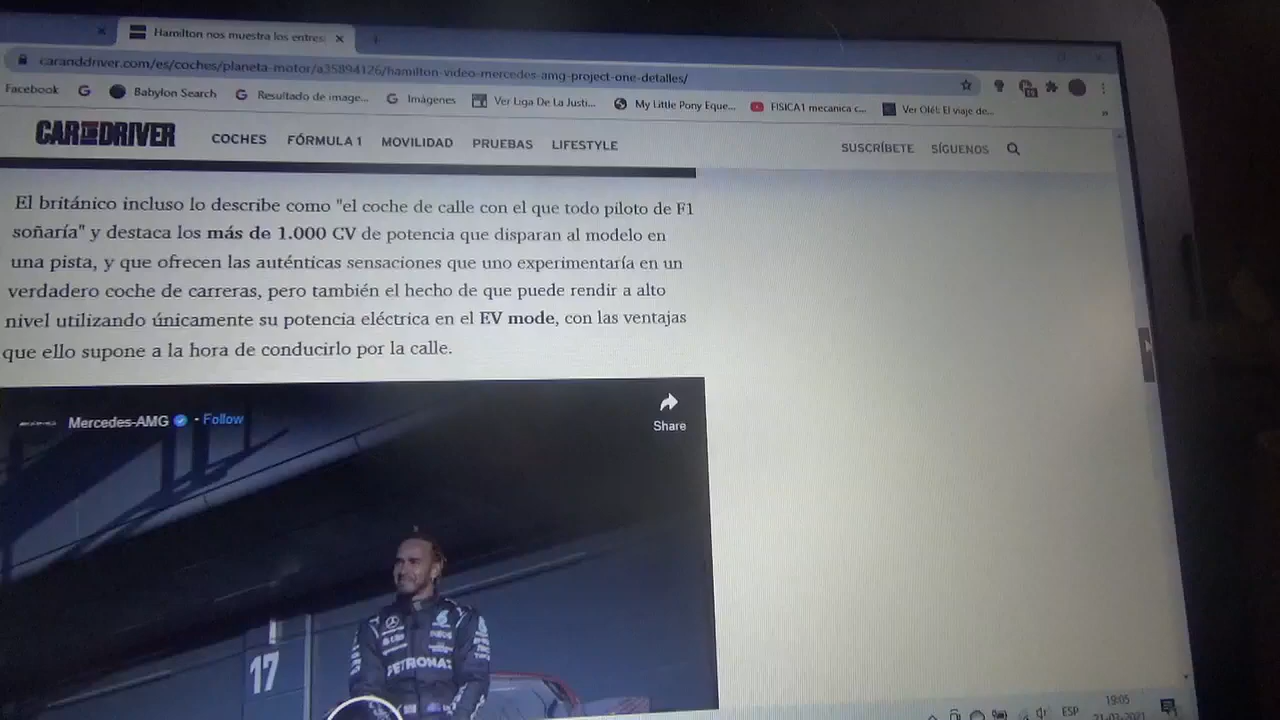 Hamilton nos muestra los entres
caranddriver.com/es/coches/planeta-motor/a35894126/hamilton-video-mercedes-amg-project-one-detalles/
Facebook Babylon Search Resultado de image... Imágenes Ver Liga De La Justi... My Little Pony Eque... FISICA1 mecanica c... Ver Olé!: El viaje de...
CAR AND DRIVER COCHES FÓRMULA 1 MOVILIDAD PRUEBAS LIFESTYLE SUSCRÍBETE SÍGUENOS
El británico incluso lo describe como "el coche de calle con el que todo piloto de F1
soñaría" y destaca los más de 1.000 CV de potencia que disparan al modelo en
una pista, y que ofrecen las auténticas sensaciones que uno experimentaría en un
verdadero coche de carreras, pero también el hecho de que puede rendir a alto
nivel utilizando únicamente su potencia eléctrica en el EV mode, con las ventajas
que ello supone a la hora de conducirlo por la calle.
Mercedes-AMG · Follow
Share
17
PETRONAS
ESP
19:05